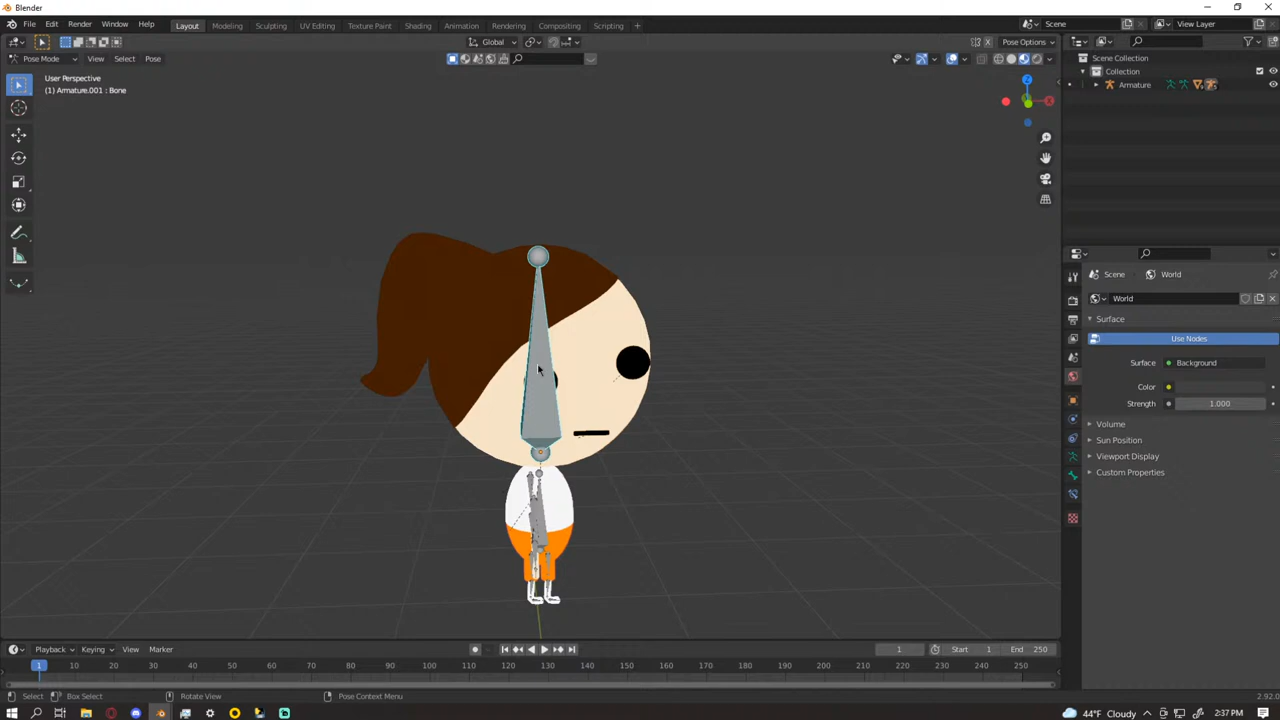 Blender
File Edit Render Window Help Layout Modeling Sculpting UV Editing Texture Paint Shading Animation Rendering Compositing Scripting + Scene View Layer
Global Pose Options
Pose Mode View Select Pose
User Perspective
(1) Armature.001 : Bone
Z
Scene Collection
Collection
Armature
Scene World
World
Surface
Use Nodes
Surface Background
Color
Strength 1.000
Volume
Sun Position
Viewport Display
Custom Properties
Playback Keying View Marker 1 Start 1 End 250
1 10 20 30 40 50 60 70 80 90 100 110 120 130 140 150 160 170 180 190 200 210 220 230 240 250
Select Box Select Rotate View Pose Context Menu 2.92.0
44°F Cloudy 2:37 PM